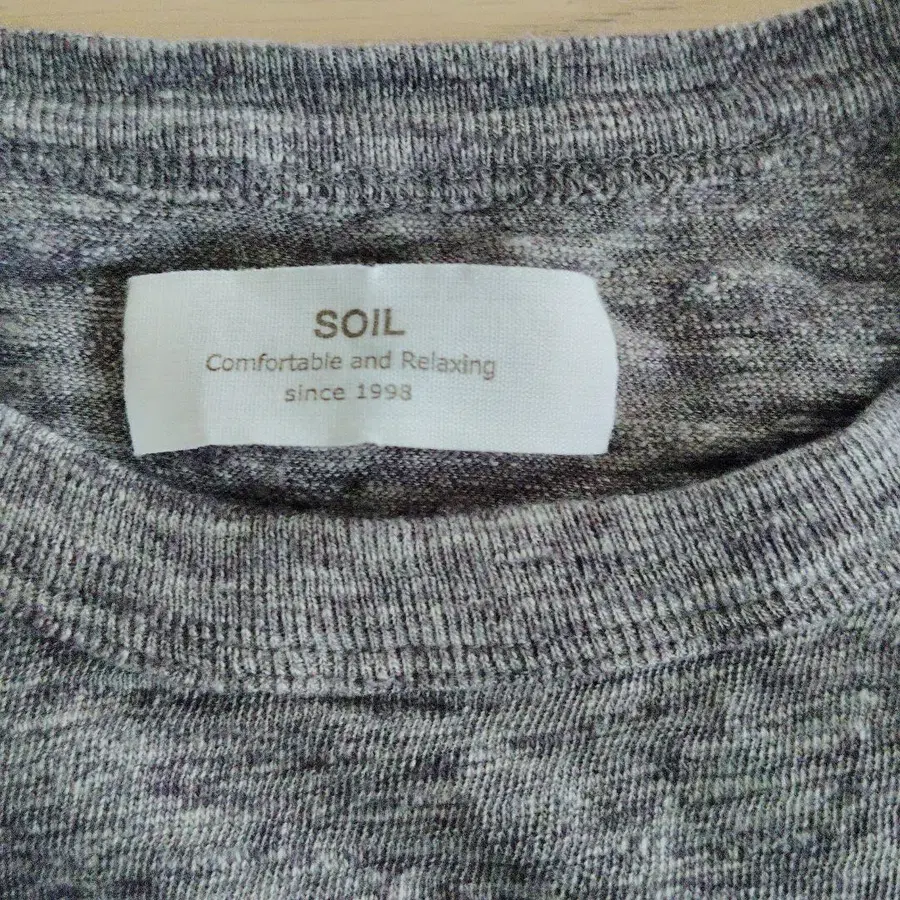 SOIL
Comfortable and Relaxing
since 1998